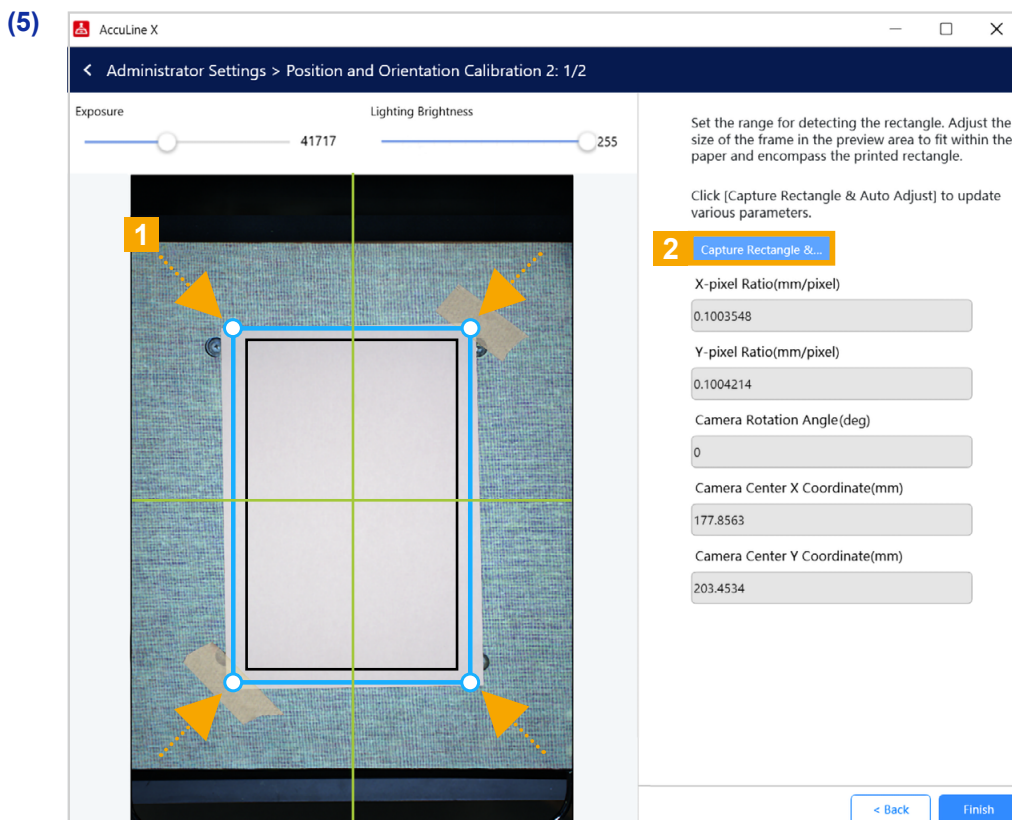 (5)
AccuLine X
Administrator Settings > Position and Orientation Calibration 2: 1/2
Exposure
41717
Lighting Brightness
255
1
Set the range for detecting the rectangle. Adjust the
size of the frame in the preview area to fit within the
paper and encompass the printed rectangle.
Click [Capture Rectangle & Auto Adjust] to update
various parameters.
2
Capture Rectangle &...
X-pixel Ratio(mm/pixel)
0.1003548
Y-pixel Ratio(mm/pixel)
0.1004214
Camera Rotation Angle(deg)
0
Camera Center X Coordinate(mm)
177.8563
Camera Center Y Coordinate(mm)
203.4534
< Back
Finish